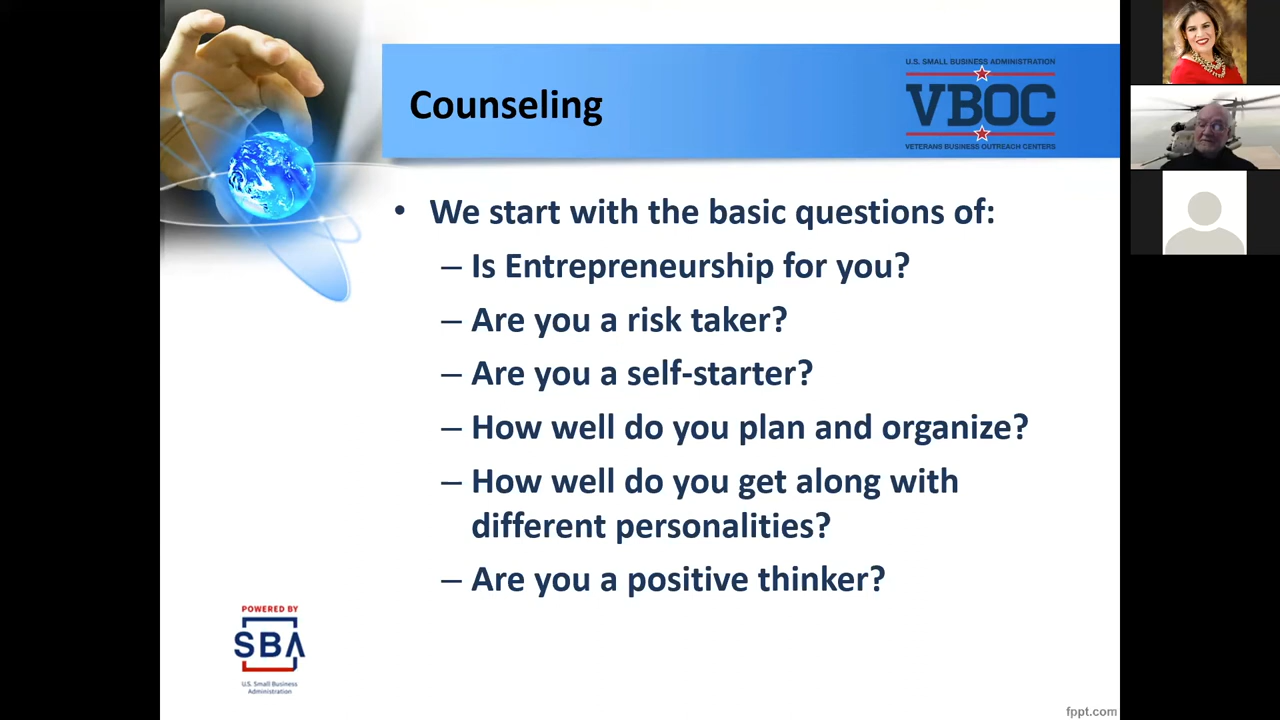 Counseling
U.S. SMALL BUSINESS ADMINISTRATION
VBOC
VETERANS BUSINESS OUTREACH CENTERS
• We start with the basic questions of:
– Is Entrepreneurship for you?
– Are you a risk taker?
– Are you a self-starter?
– How well do you plan and organize?
– How well do you get along with
different personalities?
– Are you a positive thinker?
POWERED BY
SBA
U.S. Small Business
Administration
fppt.com